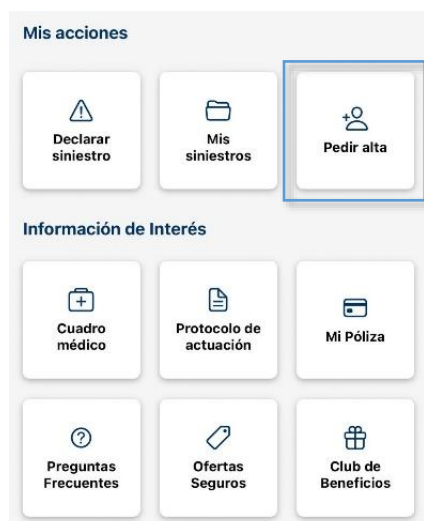 Mis acciones
Declarar
siniestro
Mis
siniestros
Pedir alta
Información de Interés
Cuadro
médico
Protocolo de
actuación
Mi Póliza
Preguntas
Frecuentes
Ofertas
Seguros
Club de
Beneficios